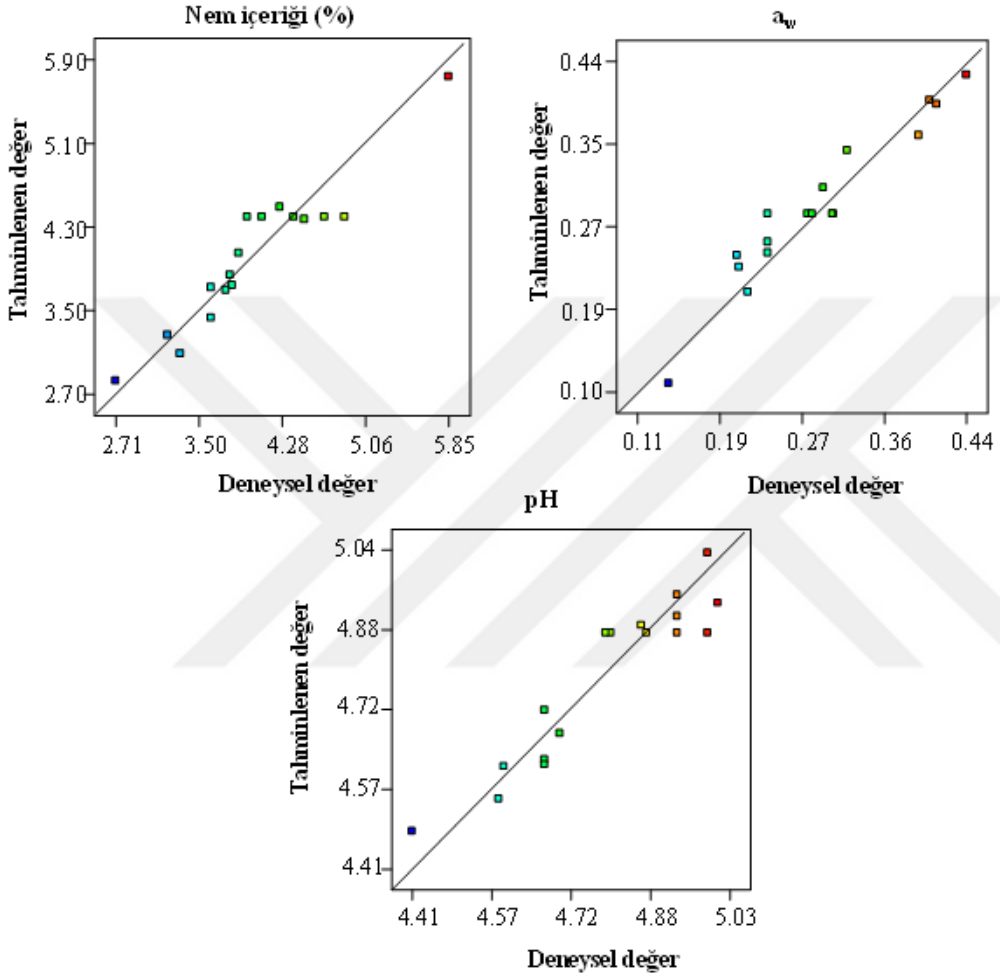 Nem içeriği (%)
Tahminlenen değer
5.90
5.10
4.30
3.50
2.70
2.71 3.50 4.28 5.06 5.85
Deneysel değer
aw
Tahminlenen değer
0.44
0.35
0.27
0.19
0.10
0.11 0.19 0.27 0.36 0.44
Deneysel değer
pH
Tahminlenen değer
5.04
4.88
4.72
4.57
4.41
4.41 4.57 4.72 4.88 5.03
Deneysel değer